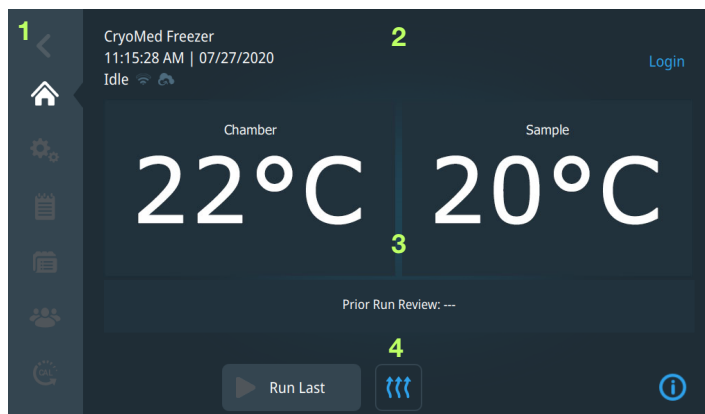 1
2
CryoMed Freezer
11:15:28 AM | 07/27/2020
Idle
Login
Chamber
Sample
22°C
20°C
3
Prior Run Review: ---
4
Run Last
CAL